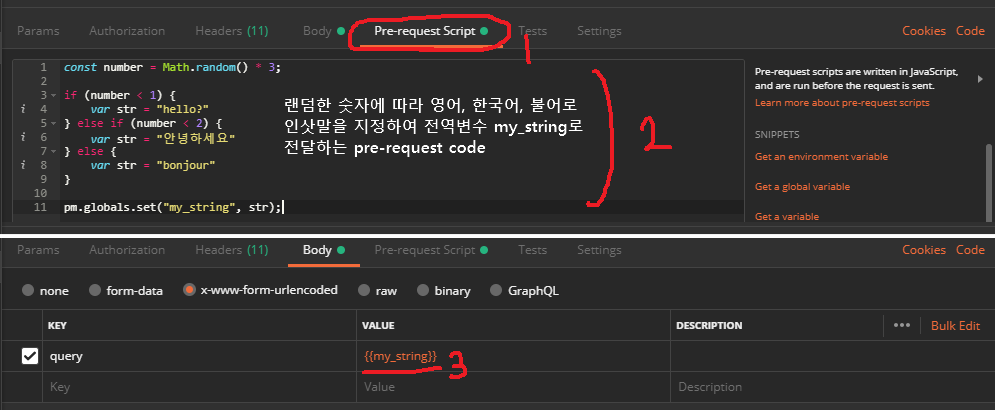 Params Authorization Headers (11) Body Pre-request Script Tests Settings Cookies Code
1
1 const number = Math.random() * 3;
2
3 if (number < 1) {
i 4 var str = "hello?"
5 } else if (number < 2) {
i 6 var str = "안녕하세요"
7 } else {
i 8 var str = "bonjour"
9 }
10
11 pm.globals.set("my_string", str);
랜덤한 숫자에 따라 영어, 한국어, 불어로
인삿말을 지정하여 전역변수 my_string로
전달하는 pre-request code
2
Pre-request scripts are written in JavaScript,
and are run before the request is sent.
Learn more about pre-request scripts
SNIPPETS
Get an environment variable
Get a global variable
Get a variable
Params Authorization Headers (11) Body Pre-request Script Tests Settings Cookies Code
none form-data x-www-form-urlencoded raw binary GraphQL
KEY VALUE DESCRIPTION ••• Bulk Edit
query {{my_string}} 3
Key Value Description